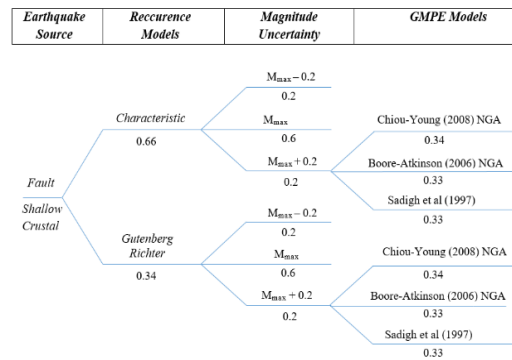 Earthquake Source
Reccurence Models
Magnitude Uncertainty
GMPE Models
Fault
Shallow Crustal
Characteristic
0.66
Mmax – 0.2
0.2
Mmax
0.6
Mmax + 0.2
0.2
Chiou-Young (2008) NGA
0.34
Boore-Atkinson (2006) NGA
0.33
Sadigh et al (1997)
0.33
Gutenberg Richter
0.34
Mmax – 0.2
0.2
Mmax
0.6
Mmax + 0.2
0.2
Chiou-Young (2008) NGA
0.34
Boore-Atkinson (2006) NGA
0.33
Sadigh et al (1997)
0.33